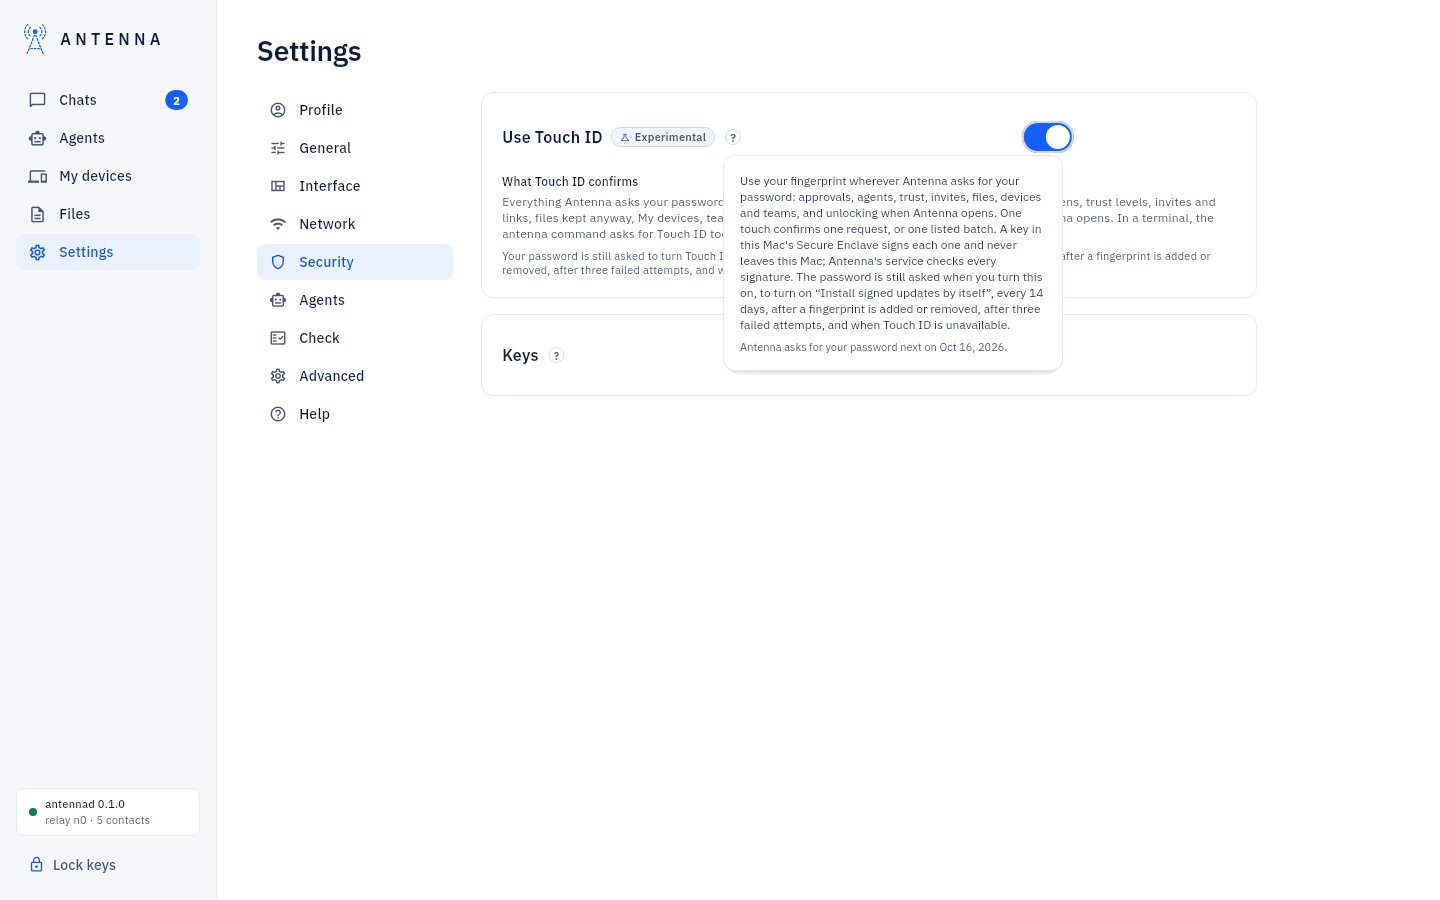 ANTENNA
Chats
2
Agents
My devices
Files
Settings
antennad 0.1.0
relay n0 · 5 contacts
Lock keys
Settings
Profile
General
Interface
Network
Security
Agents
Check
Advanced
Help
Use Touch ID
Experimental
?
What Touch ID confirms
Everything Antenna asks your password
links, files kept anyway, My devices,
antenna command asks for Touch ID
Your password is still asked to turn Touch
removed, after three failed attempts, and
trust levels, invites and
opens. In a terminal, the
after a fingerprint is added or
Use your fingerprint wherever Antenna asks for your
password: approvals, agents, trust, invites, files, devices
and teams, and unlocking when Antenna opens. One
touch confirms one request, or one listed batch. A key in
this Mac's Secure Enclave signs each one and never
leaves this Mac; Antenna's service checks every
signature. The password is still asked when you turn this
on, to turn on “Install signed updates by itself”, every 14
days, after a fingerprint is added or removed, after three
failed attempts, and when Touch ID is unavailable.
Antenna asks for your password next on Oct 16, 2026.
Keys
?